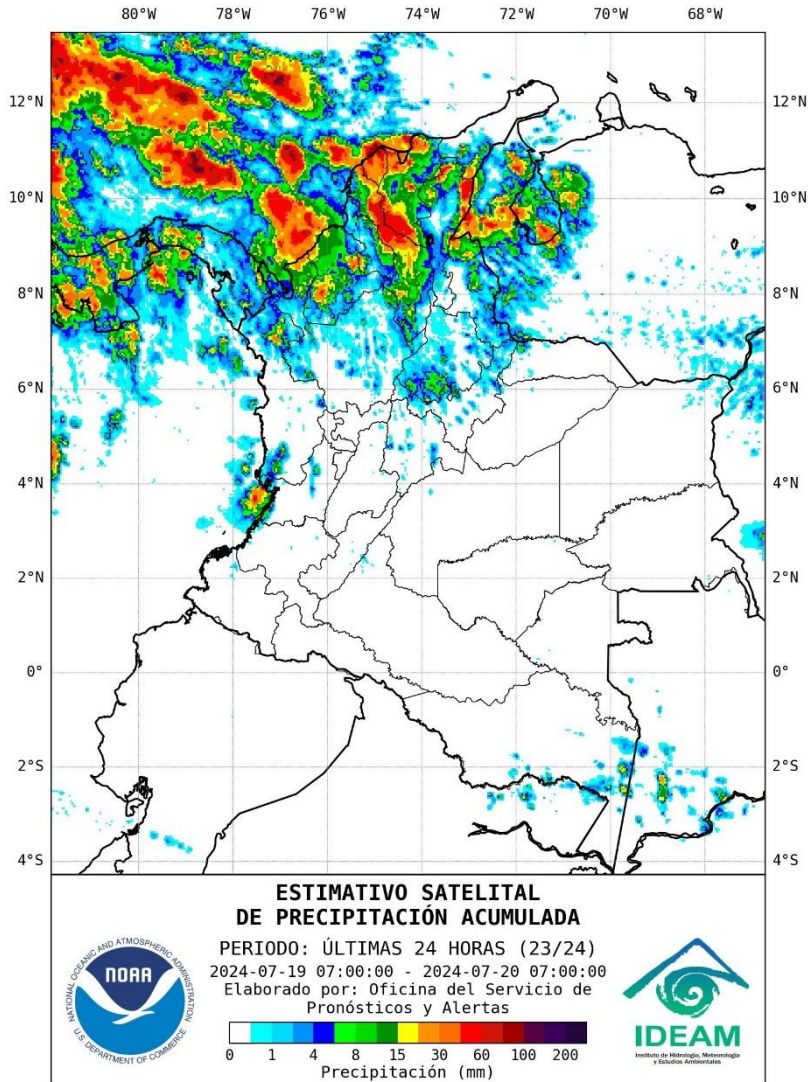 80°W 78°W 76°W 74°W 72°W 70°W 68°W
12°N 12°N
10°N 10°N
8°N 8°N
6°N 6°N
4°N 4°N
2°N 2°N
0° 0°
2°S 2°S
4°S 4°S
ESTIMATIVO SATELITAL
DE PRECIPITACIÓN ACUMULADA
PERIODO: ÚLTIMAS 24 HORAS (23/24)
2024-07-19 07:00:00 - 2024-07-20 07:00:00
Elaborado por: Oficina del Servicio de
Pronósticos y Alertas
0 1 4 8 15 30 60 100 200
Precipitación (mm)
NATIONAL OCEANIC AND ATMOSPHERIC ADMINISTRATION
NOAA
U.S. DEPARTMENT OF COMMERCE
IDEAM
Instituto de Hidrología, Meteorología
y Estudios Ambientales